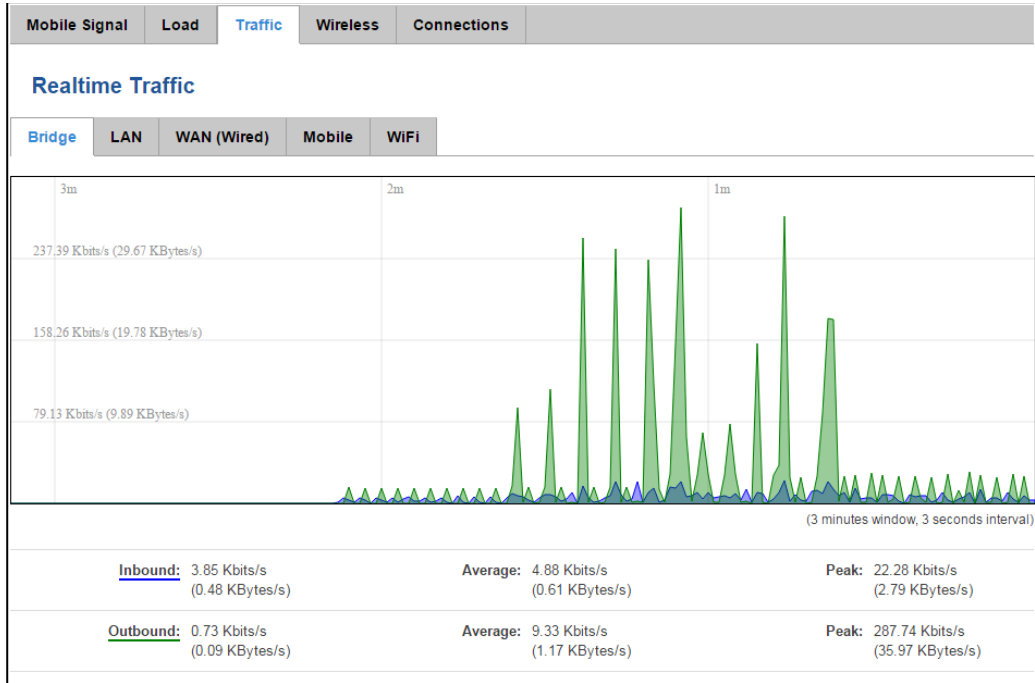 Mobile Signal Load Traffic Wireless Connections
Realtime Traffic
Bridge LAN WAN (Wired) Mobile WiFi
3m 2m 1m
237.39 Kbits/s (29.67 KBytes/s)
158.26 Kbits/s (19.78 KBytes/s)
79.13 Kbits/s (9.89 KBytes/s)
(3 minutes window, 3 seconds interval)
Inbound: 3.85 Kbits/s Average: 4.88 Kbits/s Peak: 22.28 Kbits/s
(0.48 KBytes/s) (0.61 KBytes/s) (2.79 KBytes/s)
Outbound: 0.73 Kbits/s Average: 9.33 Kbits/s Peak: 287.74 Kbits/s
(0.09 KBytes/s) (1.17 KBytes/s) (35.97 KBytes/s)